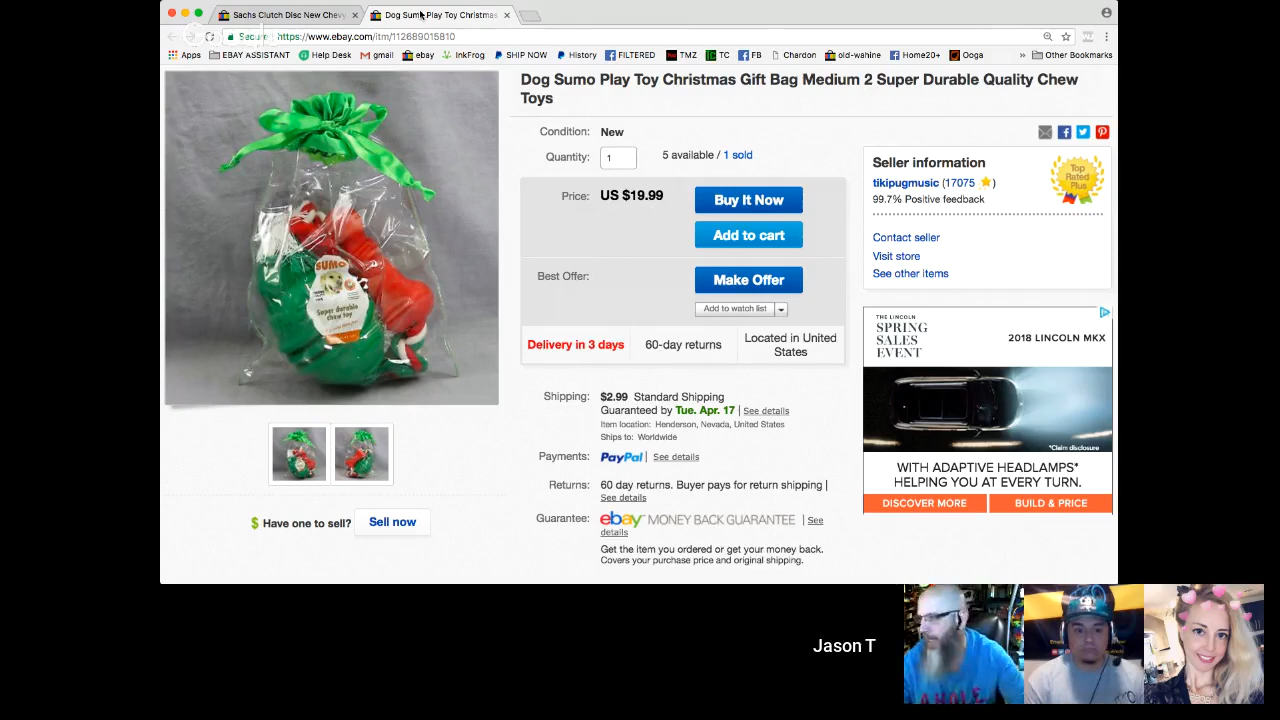 Sachs Clutch Disc New Chevy
Dog Sumo Play Toy Christmas
Secure https://www.ebay.com/itm/112689015810
Apps EBAY ASSISTANT Help Desk gmail ebay InkFrog SHIP NOW History FILTERED TMZ TC FB Chardon old-wahine Home20+ Ooga » Other Bookmarks
Dog Sumo Play Toy Christmas Gift Bag Medium 2 Super Durable Quality Chew
Toys
Condition: New
Quantity: 1 5 available / 1 sold
Price: US $19.99 Buy It Now
Add to cart
Best Offer: Make Offer
Add to watch list
Delivery in 3 days 60-day returns Located in United
States
Shipping: $2.99 Standard Shipping
Guaranteed by Tue. Apr. 17 | See details
Item location: Henderson, Nevada, United States
Ships to: Worldwide
Payments: PayPal | See details
Returns: 60 day returns. Buyer pays for return shipping |
See details
Guarantee: ebay MONEY BACK GUARANTEE | See
details
Get the item you ordered or get your money back.
Covers your purchase price and original shipping.
SUMO
Super durable
chew toy
$ Have one to sell? Sell now
Seller information
tikipugmusic (17075 )
99.7% Positive feedback
Top
Rated
Plus
Contact seller
Visit store
See other items
THE LINCOLN
SPRING
SALES
EVENT
2018 LINCOLN MKX
*Claim disclosure
WITH ADAPTIVE HEADLAMPS*
HELPING YOU AT EVERY TURN.
DISCOVER MORE BUILD & PRICE
Jason T